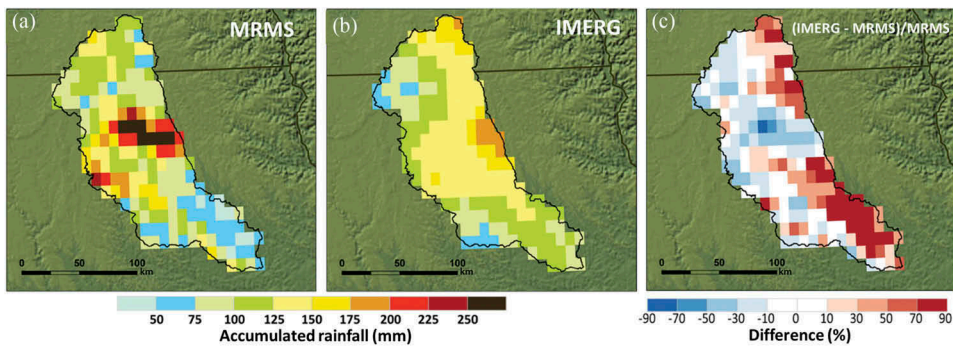 (a) MRMS
(b) IMERG
(c) (IMERG - MRMS)/MRMS
0 50 100 km
0 50 100 km
0 50 100 km
50 75 100 125 150 175 200 225 250
Accumulated rainfall (mm)
-90 -70 -50 -30 -10 0 10 30 50 70 90
Difference (%)